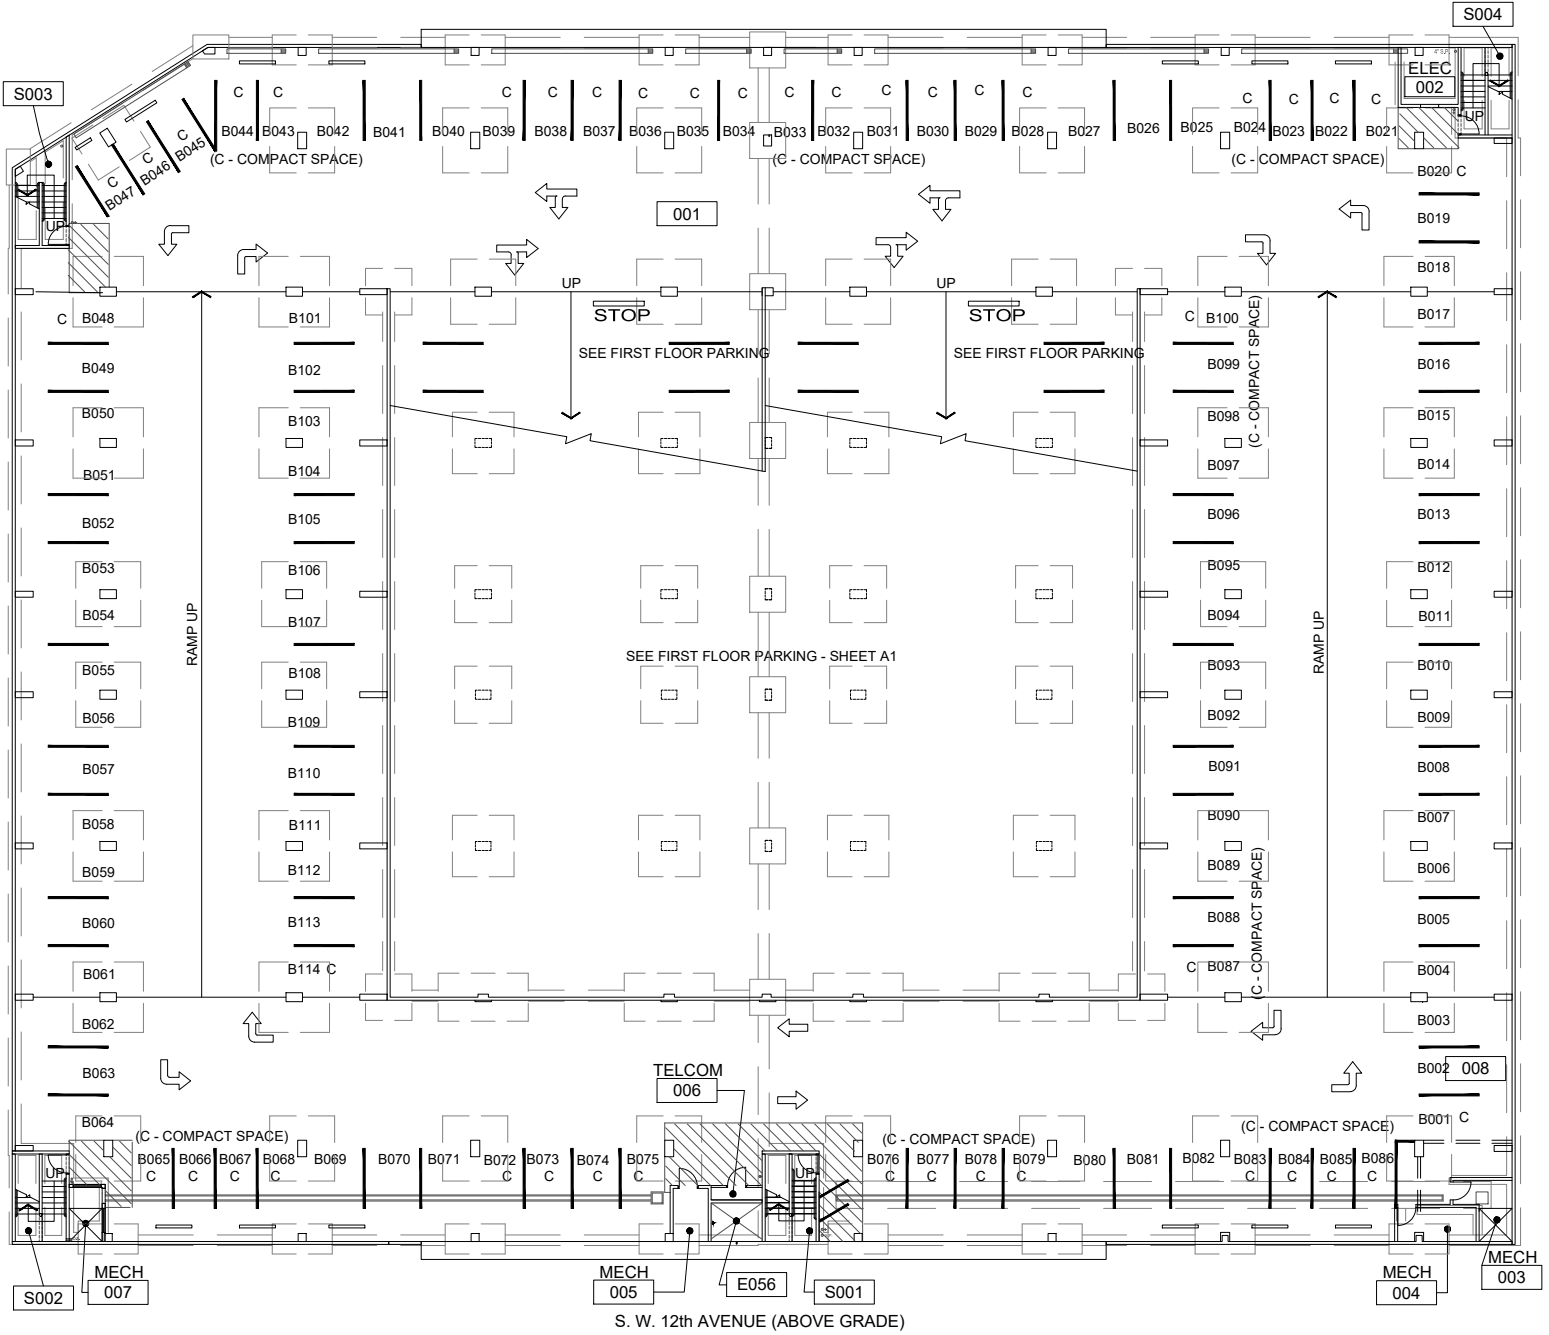 S004
S003
ELEC
002
C C C C C C C C C C C C C C C C
B044 B043 B042 B041 B040 B039 B038 B037 B036 B035 B034 B033 B032 B031 B030 B029 B028 B027 B026 B025 B024 B023 B022 B021
UP
C B045
C B046
C B047
(C - COMPACT SPACE) (C - COMPACT SPACE) (C - COMPACT SPACE)
B020 C
001
B019
UP
B018
UP UP
STOP STOP
C B048 B101 C B100 B017
SEE FIRST FLOOR PARKING SEE FIRST FLOOR PARKING
B049 B102 B099 B016
(C - COMPACT SPACE)
B050 B103 B098 B015
B051 B104 B097 B014
B052 B105 B096 B013
B053 B106 B095 B012
B054 B107 B094 B011
RAMP UP RAMP UP
SEE FIRST FLOOR PARKING - SHEET A1
B055 B108 B093 B010
B056 B109 B092 B009
B057 B110 B091 B008
B058 B111 B090 B007
B059 B112 B089 B006
(C - COMPACT SPACE)
B060 B113 B088 B005
B061 B114 C C B087 B004
B062 B003
B063 B002 008
TELCOM
006
B064 B001 C
(C - COMPACT SPACE) (C - COMPACT SPACE) (C - COMPACT SPACE)
B065 B066 B067 B068 B069 B070 B071 B072 B073 B074 B075 B076 B077 B078 B079 B080 B081 B082 B083 B084 B085 B086
UP UP
C C C C C C C C C C C C C C C C
MECH MECH MECH MECH
S002 007 005 E056 S001 004 003
S. W. 12th AVENUE (ABOVE GRADE)